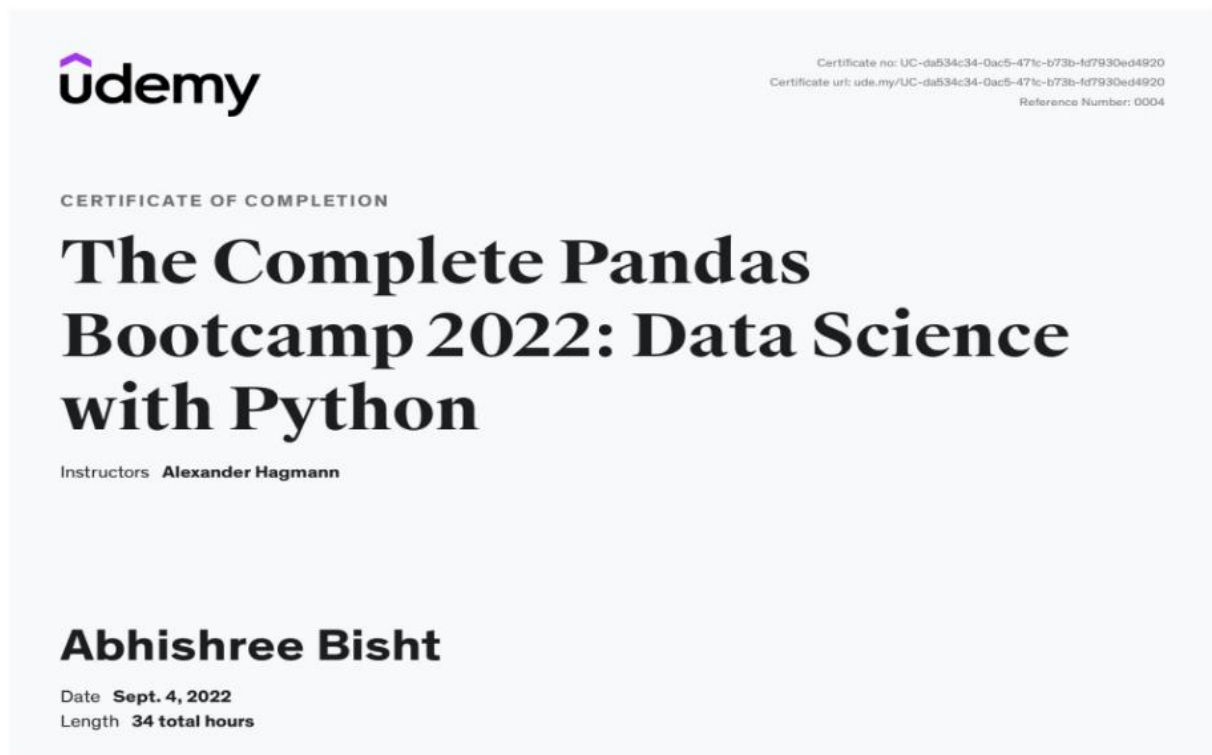 udemy
Certificate no: UC-da534c34-0ac5-471c-b73b-fd7930ed4920
Certificate url: ude.my/UC-da534c34-0ac5-471c-b73b-fd7930ed4920
Reference Number: 0004
CERTIFICATE OF COMPLETION
The Complete Pandas
Bootcamp 2022: Data Science
with Python
Instructors Alexander Hagmann
Abhishree Bisht
Date Sept. 4, 2022
Length 34 total hours